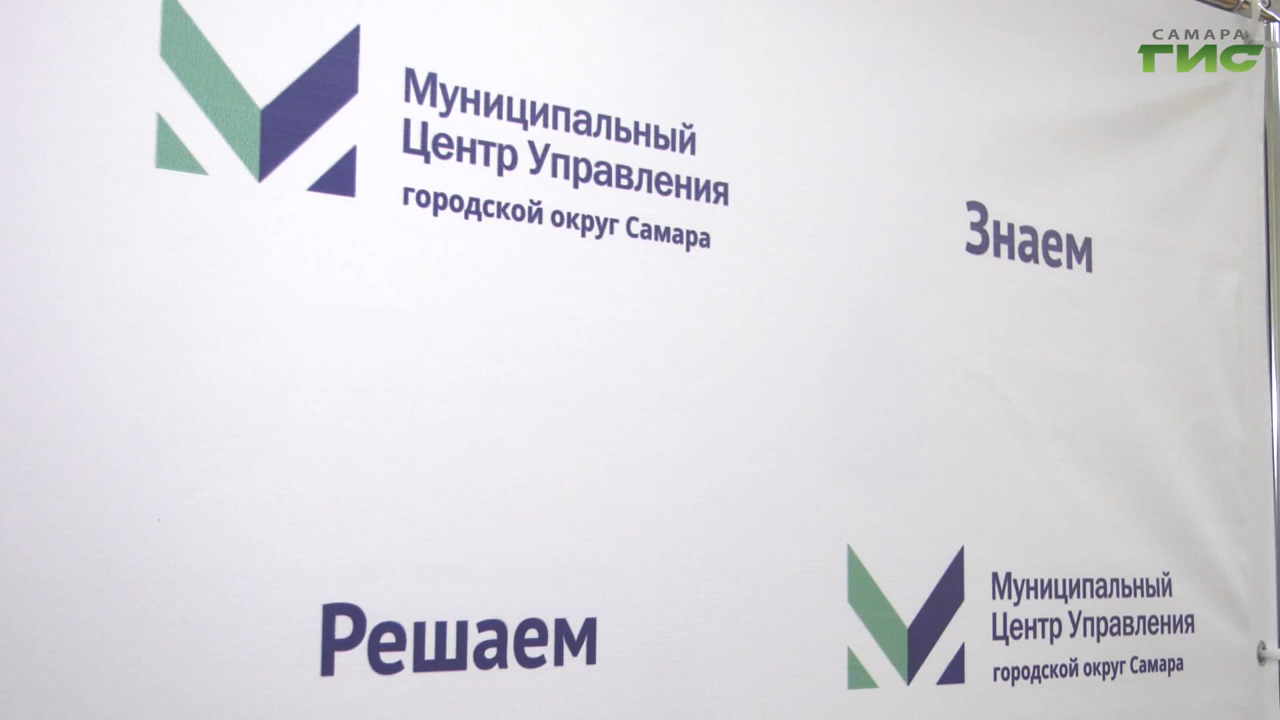 САМАРА
ГИС
Муниципальный
Центр Управления
городской округ Самара
Знаем
Решаем
Муниципальный
Центр Управления
городской округ Самара